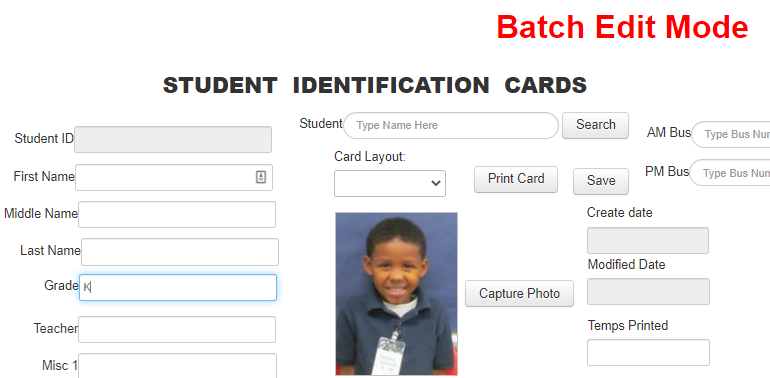 Batch Edit Mode
STUDENT IDENTIFICATION CARDS
Student Type Name Here Search
AM Bus Type Bus Nur
Student ID
Card Layout:
First Name
Print Card Save
PM Bus Type Bus Nur
Middle Name
Create date
Last Name
Modified Date
Grade K
Capture Photo
Teacher
Temps Printed
Misc 1